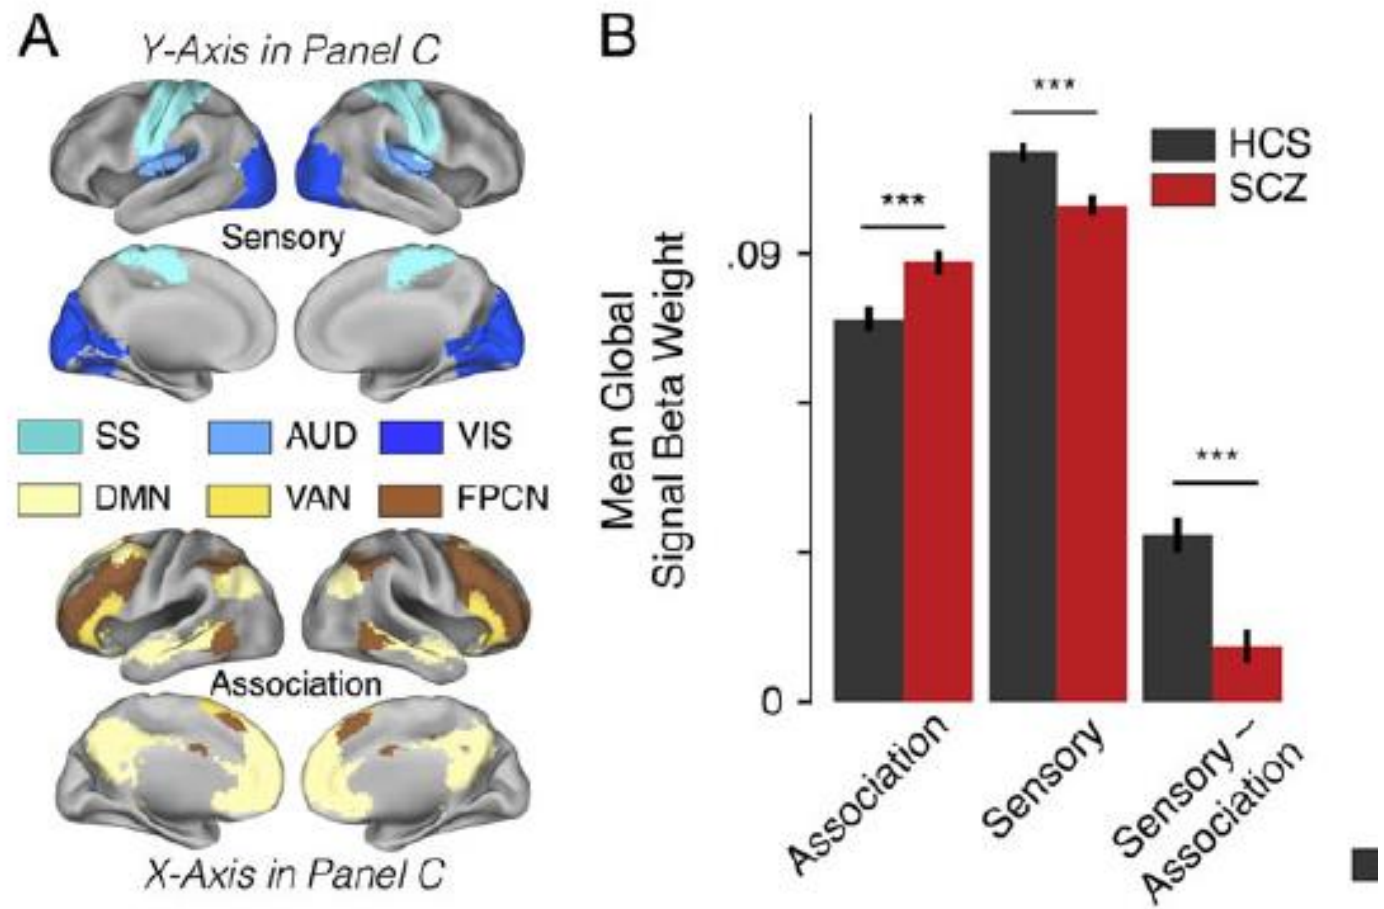 A
Y-Axis in Panel C
Sensory
SS AUD VIS
DMN VAN FPCN
Association
X-Axis in Panel C
B
***
***
***
HCS
SCZ
Mean Global
Signal Beta Weight
.09
0
Association
Sensory
Sensory –
Association